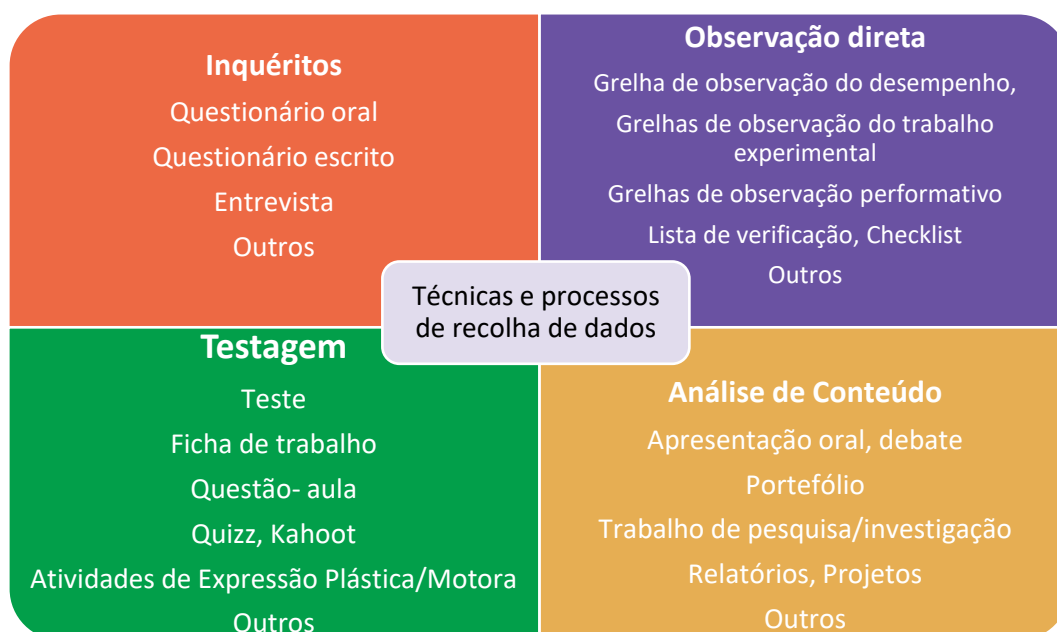 Inquéritos
Questionário oral
Questionário escrito
Entrevista
Outros
Observação direta
Grelha de observação do desempenho,
Grelhas de observação do trabalho
experimental
Grelhas de observação performativo
Lista de verificação, Checklist
Outros
Técnicas e processos
de recolha de dados
Testagem
Teste
Ficha de trabalho
Questão- aula
Quizz, Kahoot
Atividades de Expressão Plástica/Motora
Outros
Análise de Conteúdo
Apresentação oral, debate
Portefólio
Trabalho de pesquisa/investigação
Relatórios, Projetos
Outros